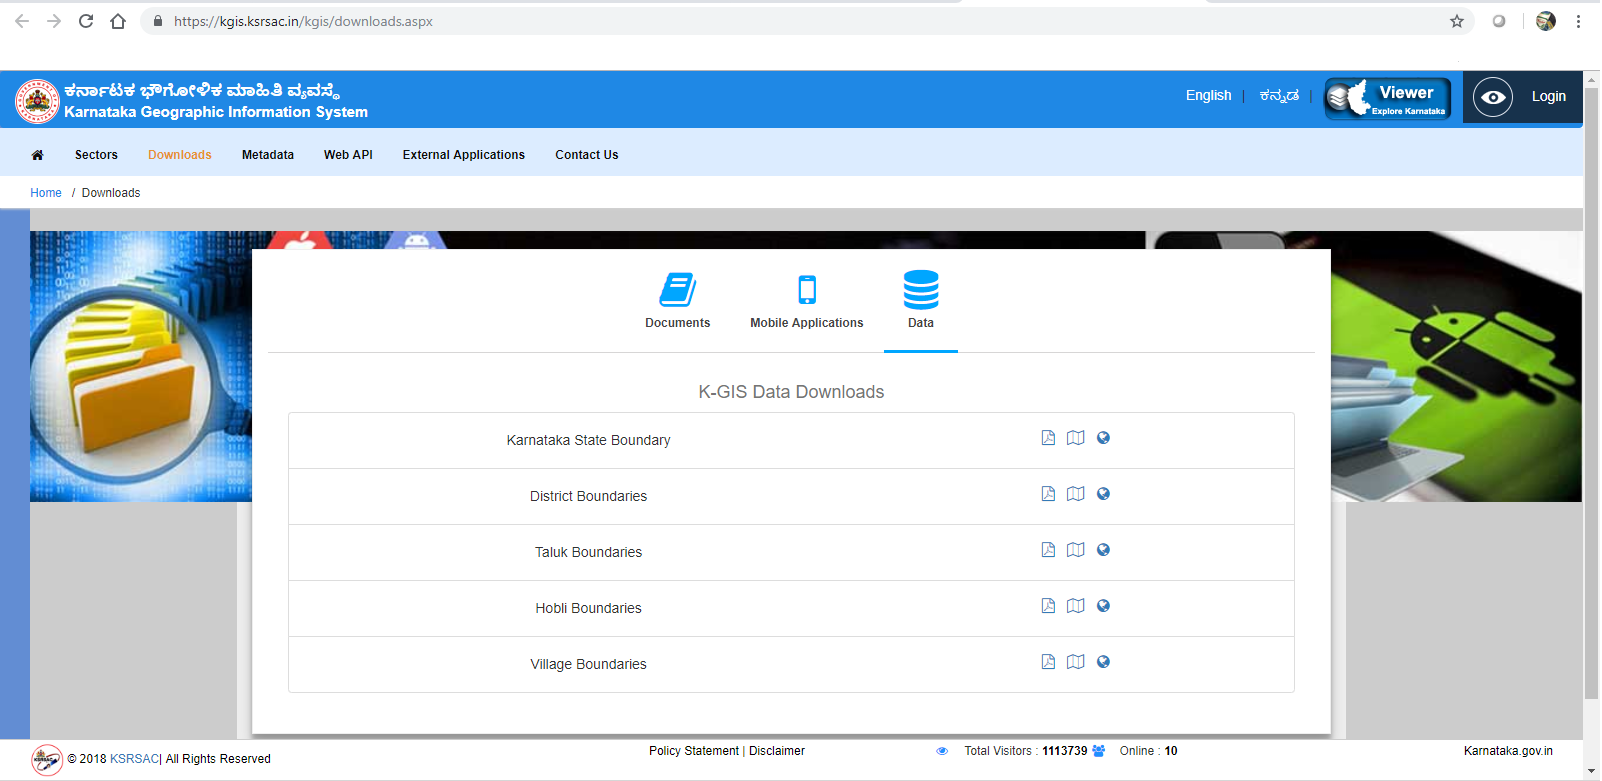 https://kgis.ksrsac.in/kgis/downloads.aspx
ಕರ್ನಾಟಕ ಭೌಗೋಳಿಕ ಮಾಹಿತಿ ವ್ಯವಸ್ಥೆ
Karnataka Geographic Information System
English | ಕನ್ನಡ |
Viewer
Explore Karnataka
Login
Sectors Downloads Metadata Web API External Applications Contact Us
Home / Downloads
Documents Mobile Applications Data
K-GIS Data Downloads
Karnataka State Boundary
District Boundaries
Taluk Boundaries
Hobli Boundaries
Village Boundaries
KSRSAC
© 2018 KSRSAC| All Rights Reserved
Policy Statement | Disclaimer
Total Visitors : 1113739 Online : 10
Karnataka.gov.in